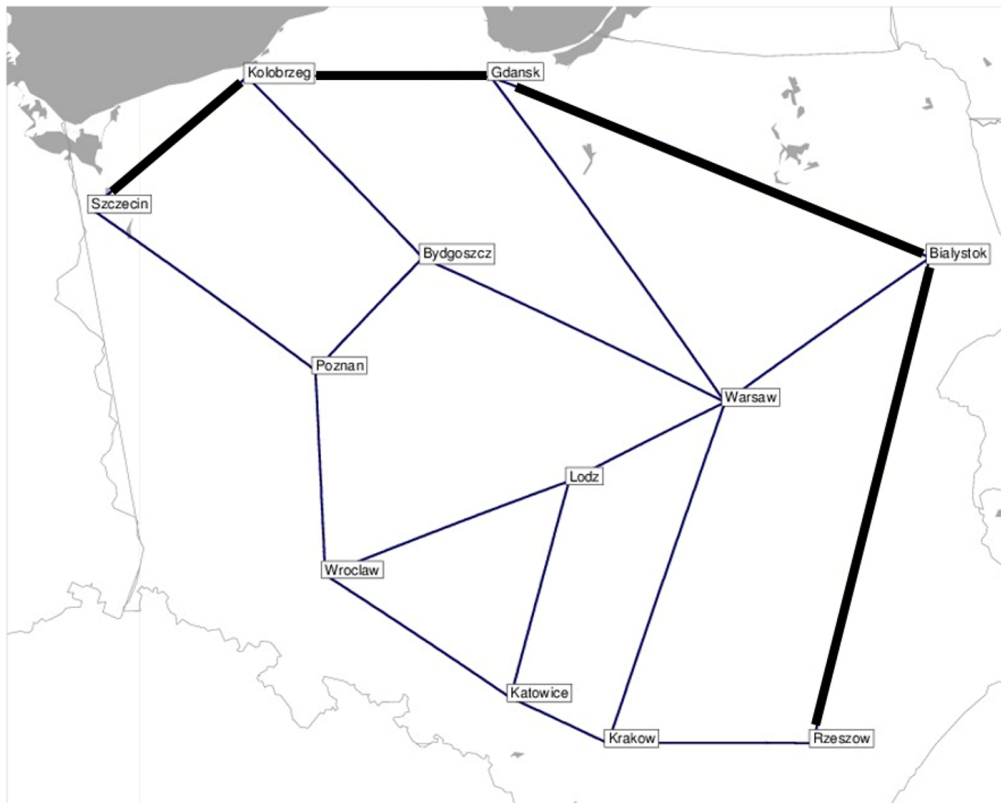 Kolobrzeg
Gdansk
Szczecin
Bydgoszcz
Bialystok
Poznan
Warsaw
Lodz
Wroclaw
Katowice
Krakow
Rzeszow